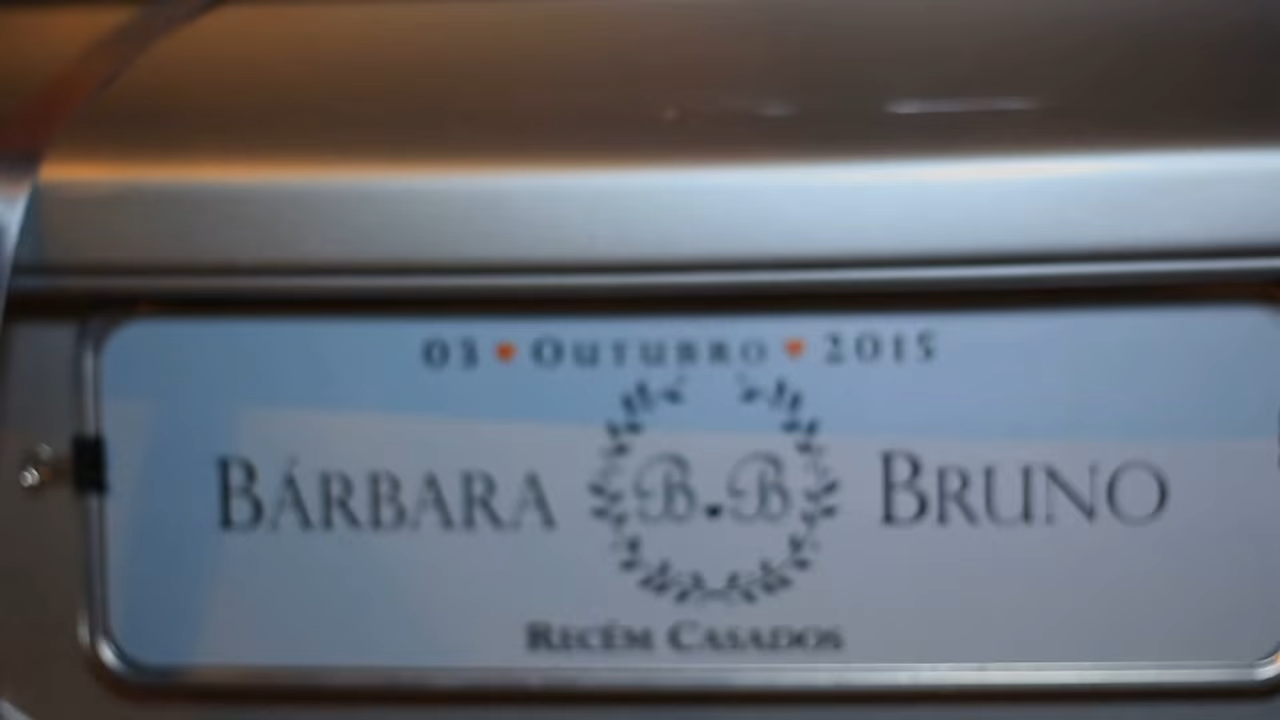 03 ♥ OUTUBRO ♥ 2015
BÁRBARA B♥B BRUNO
RECÉM CASADOS